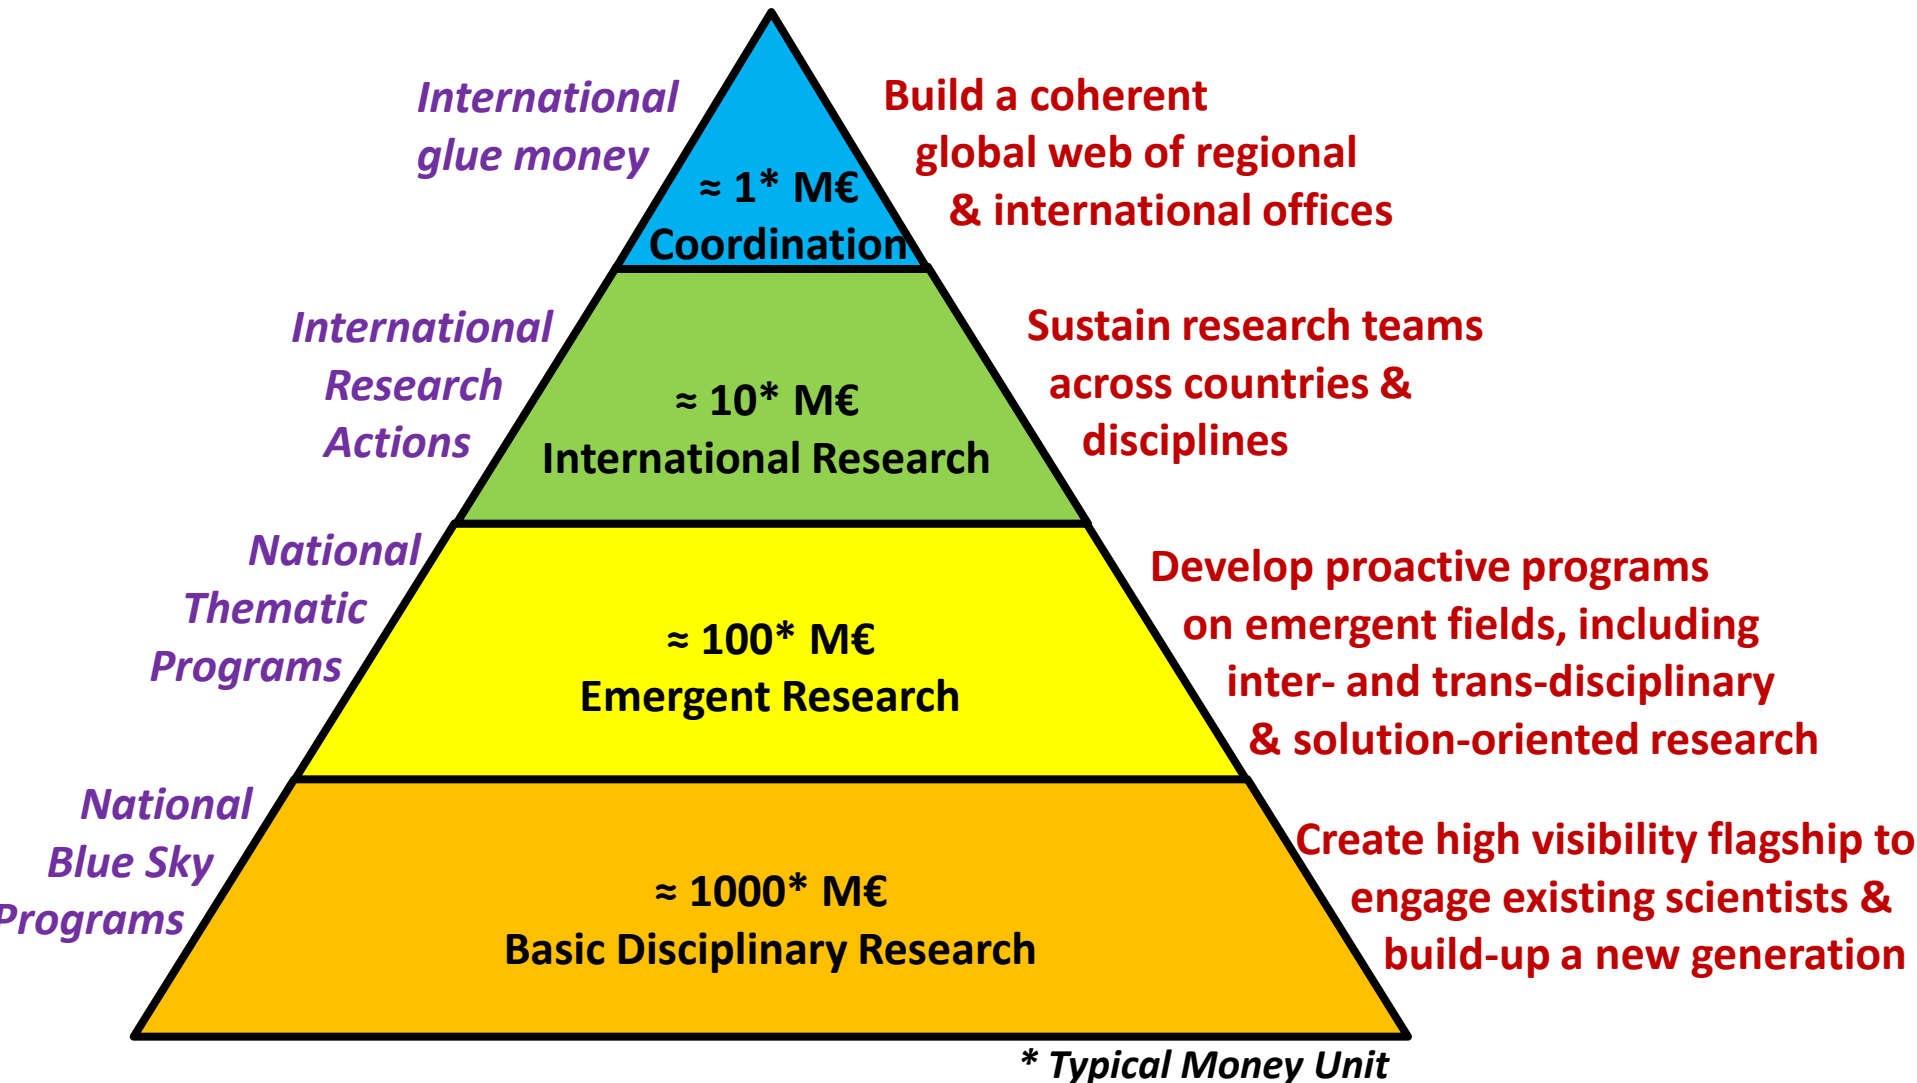 International
glue money
≈ 1* M€
Coordination
Build a coherent
global web of regional
& international offices
International
Research
Actions
≈ 10* M€
International Research
Sustain research teams
across countries &
disciplines
National
Thematic
Programs
≈ 100* M€
Emergent Research
Develop proactive programs
on emergent fields, including
inter- and trans-disciplinary
& solution-oriented research
National
Blue Sky
Programs
≈ 1000* M€
Basic Disciplinary Research
Create high visibility flagship to
engage existing scientists &
build-up a new generation
* Typical Money Unit